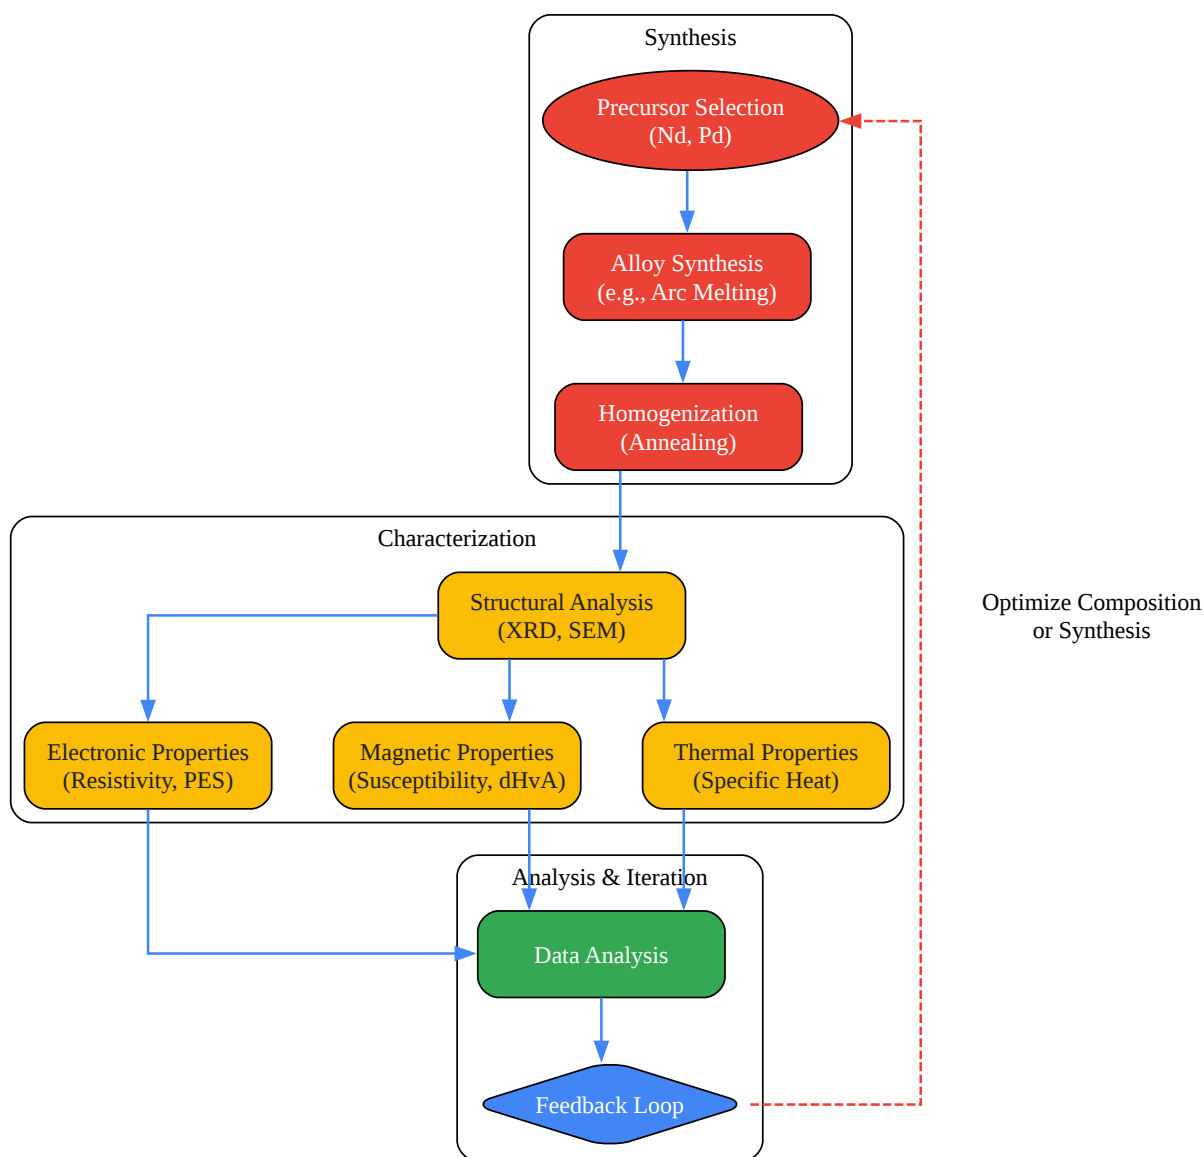 Synthesis
Precursor Selection
(Nd, Pd)
Alloy Synthesis
(e.g., Arc Melting)
Homogenization
(Annealing)
Characterization
Structural Analysis
(XRD, SEM)
Optimize Composition
or Synthesis
Electronic Properties
(Resistivity, PES)
Magnetic Properties
(Susceptibility, dHvA)
Thermal Properties
(Specific Heat)
Analysis & Iteration
Data Analysis
Feedback Loop